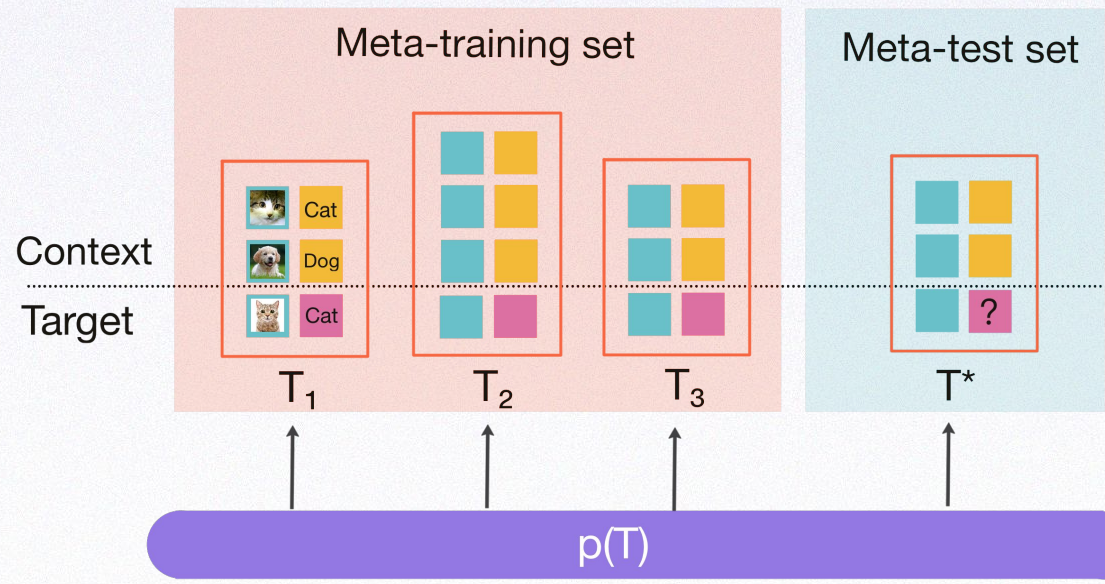 Meta-training set
Meta-test set
Context
Target
Cat
Dog
Cat
?
T₁
T₂
T₃
T*
p(T)